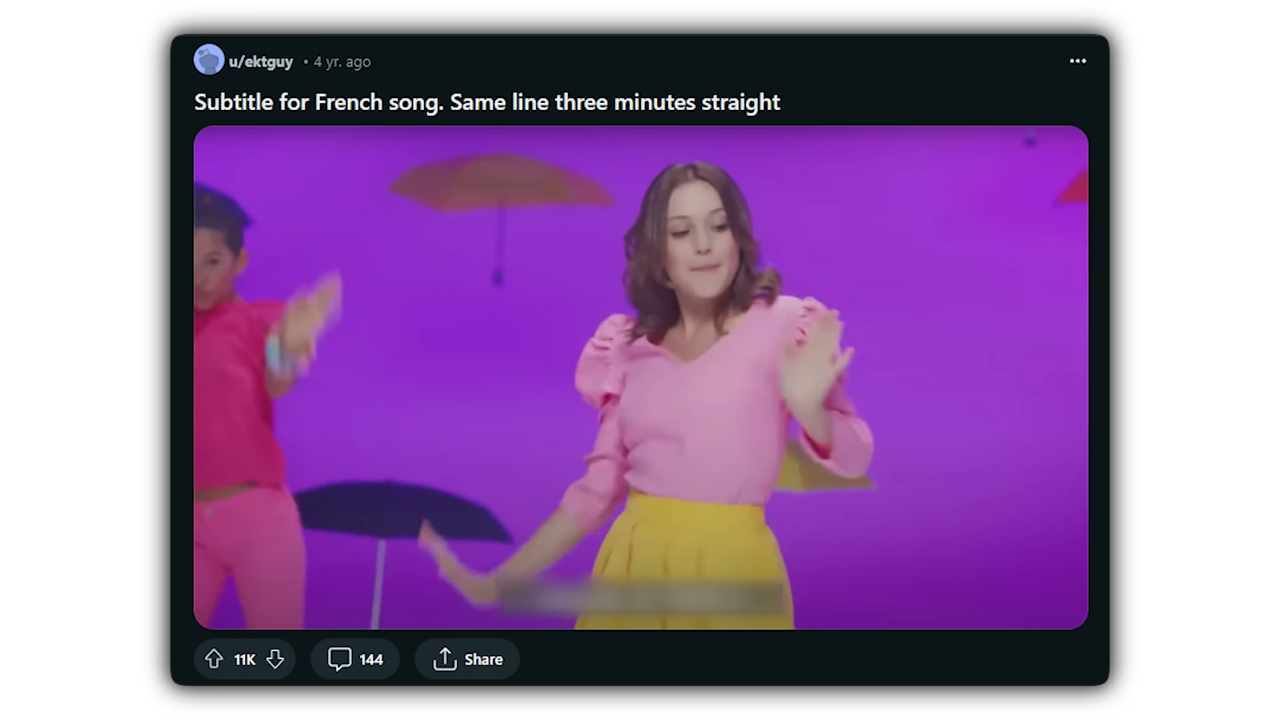 u/ektguy • 4 yr. ago
Subtitle for French song. Same line three minutes straight
11K
144
Share